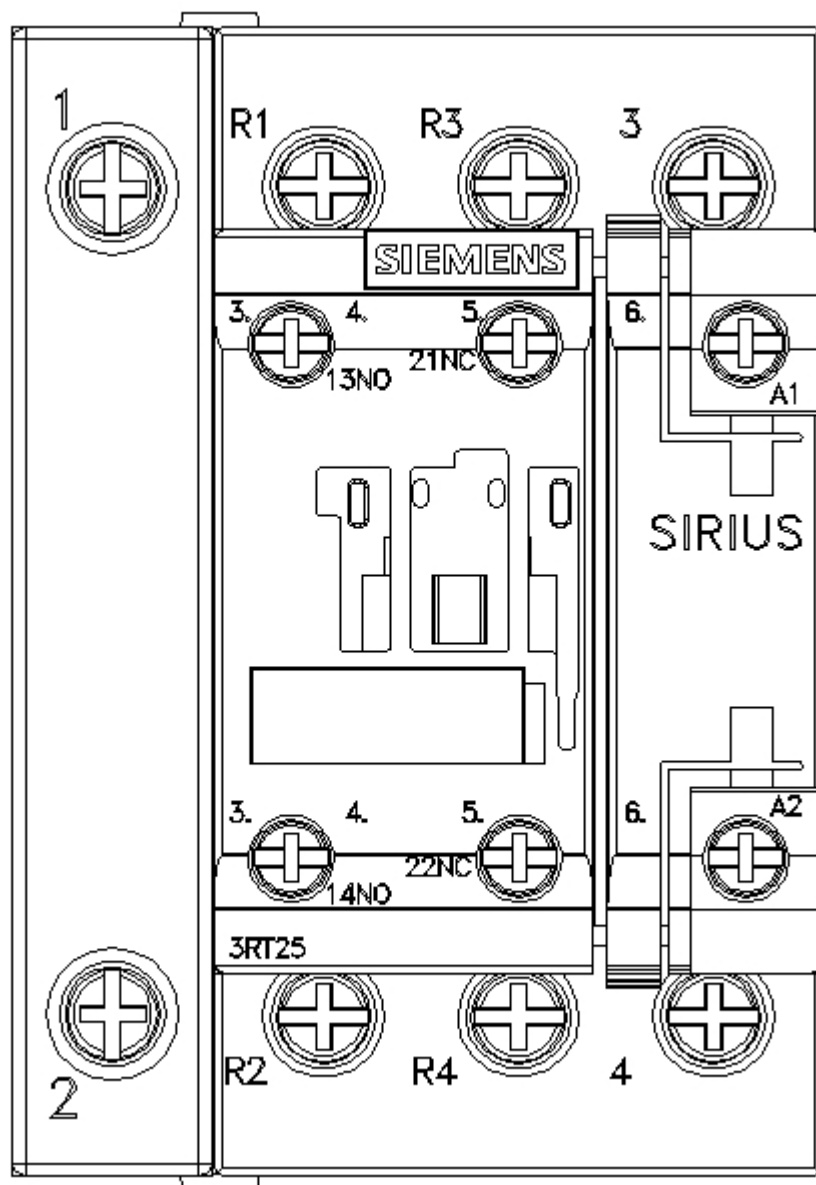 1 R1 R3 3
SIEMENS
3. 4. 5. 6.
13NO 21NC
A1
SIRIUS
A2
3. 4. 5. 6.
22NC
14NO
3RT25
R2 R4 4
2